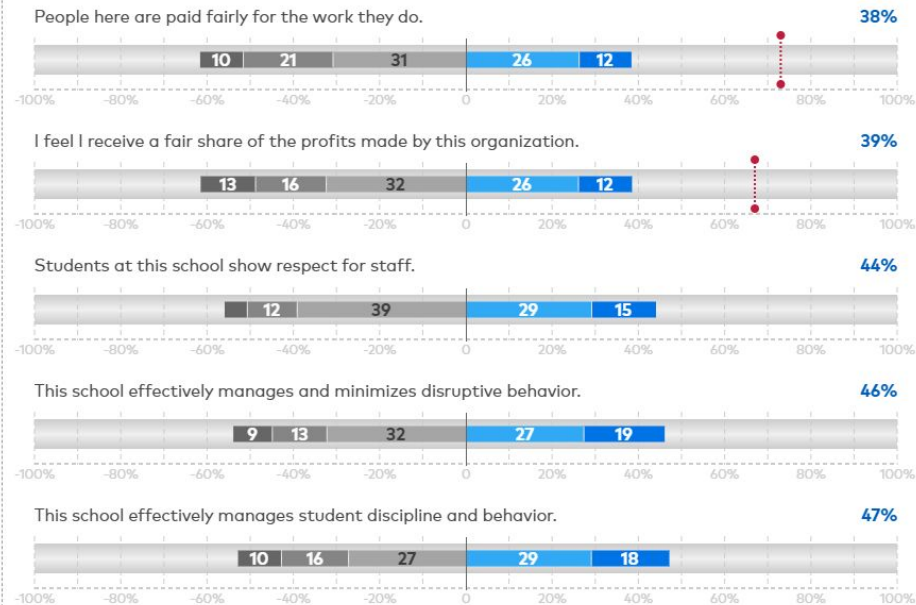 People here are paid fairly for the work they do. 38%
10 21 31 26 12
-100% -80% -60% -40% -20% 0 20% 40% 60% 80% 100%
I feel I receive a fair share of the profits made by this organization. 39%
13 16 32 26 12
-100% -80% -60% -40% -20% 0 20% 40% 60% 80% 100%
Students at this school show respect for staff. 44%
12 39 29 15
-100% -80% -60% -40% -20% 0 20% 40% 60% 80% 100%
This school effectively manages and minimizes disruptive behavior. 46%
9 13 32 27 19
-100% -80% -60% -40% -20% 0 20% 40% 60% 80% 100%
This school effectively manages student discipline and behavior. 47%
10 16 27 29 18
-100% -80% -60% -40% -20% 0 20% 40% 60% 80% 100%